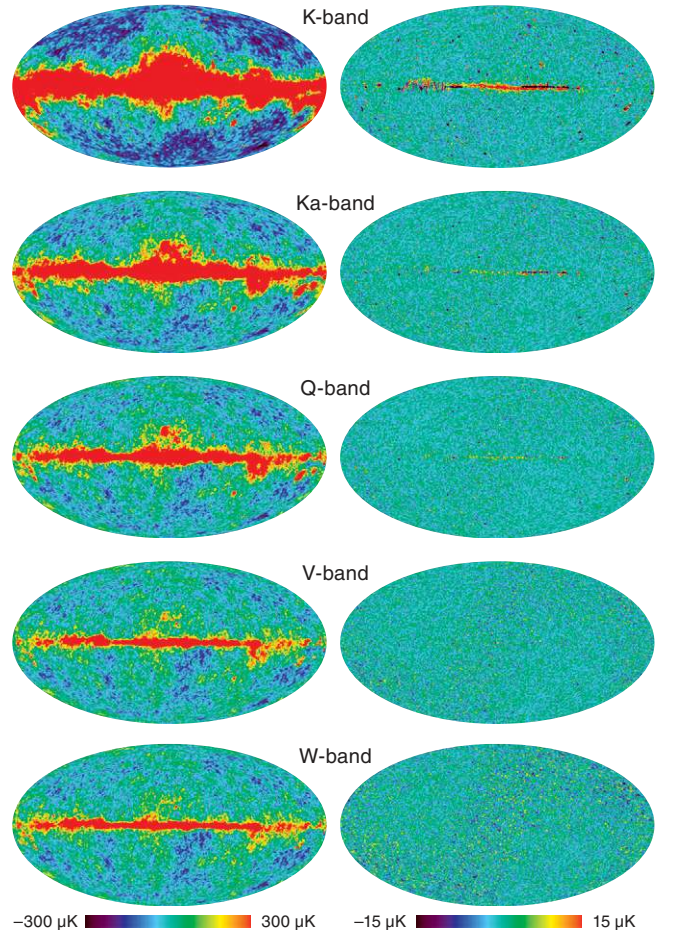 K-band
Ka-band
Q-band
V-band
W-band
–300 µK 300 µK –15 µK 15 µK